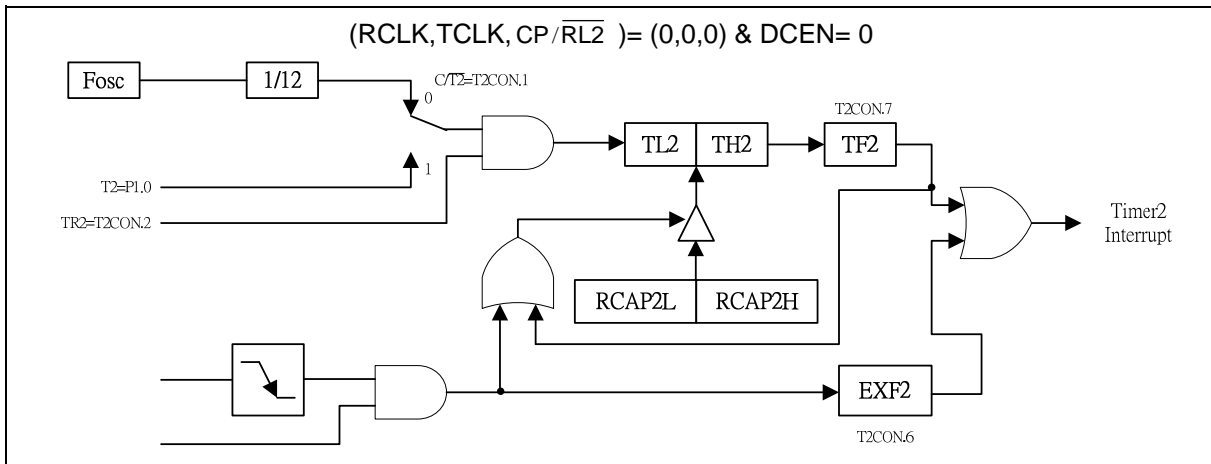 (RCLK,TCLK, CP/RL2 )= (0,0,0) & DCEN= 0
Fosc
1/12
C/T2=T2CON.1
0
1
T2=P1.0
TR2=T2CON.2
TL2
TH2
T2CON.7
TF2
Timer2
Interrupt
RCAP2L
RCAP2H
EXF2
T2CON.6